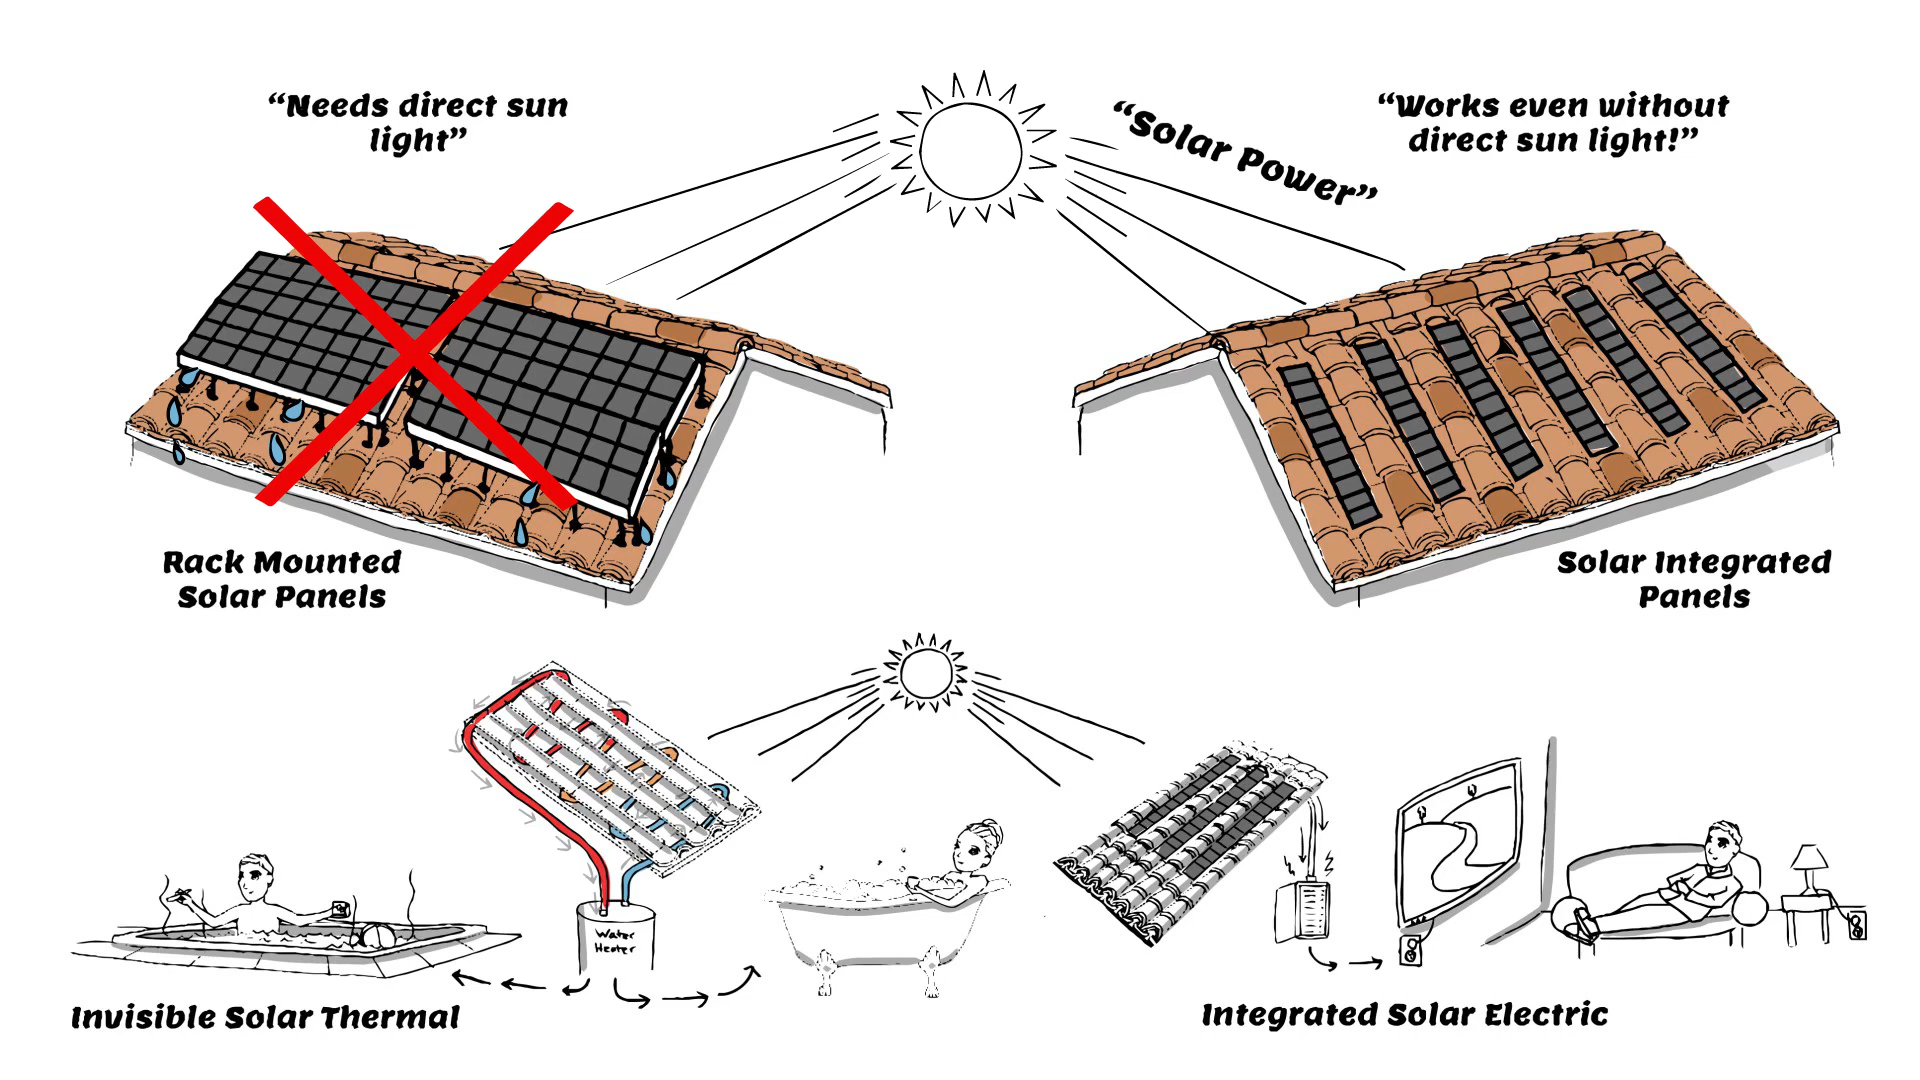 “Needs direct sun
light”
“Solar Power”
“Works even without
direct sun light!”
Rack Mounted
Solar Panels
Solar Integrated
Panels
Water
Heater
Invisible Solar Thermal
Integrated Solar Electric